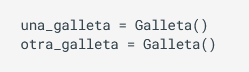 una_galleta = Galleta()
otra_galleta = Galleta()